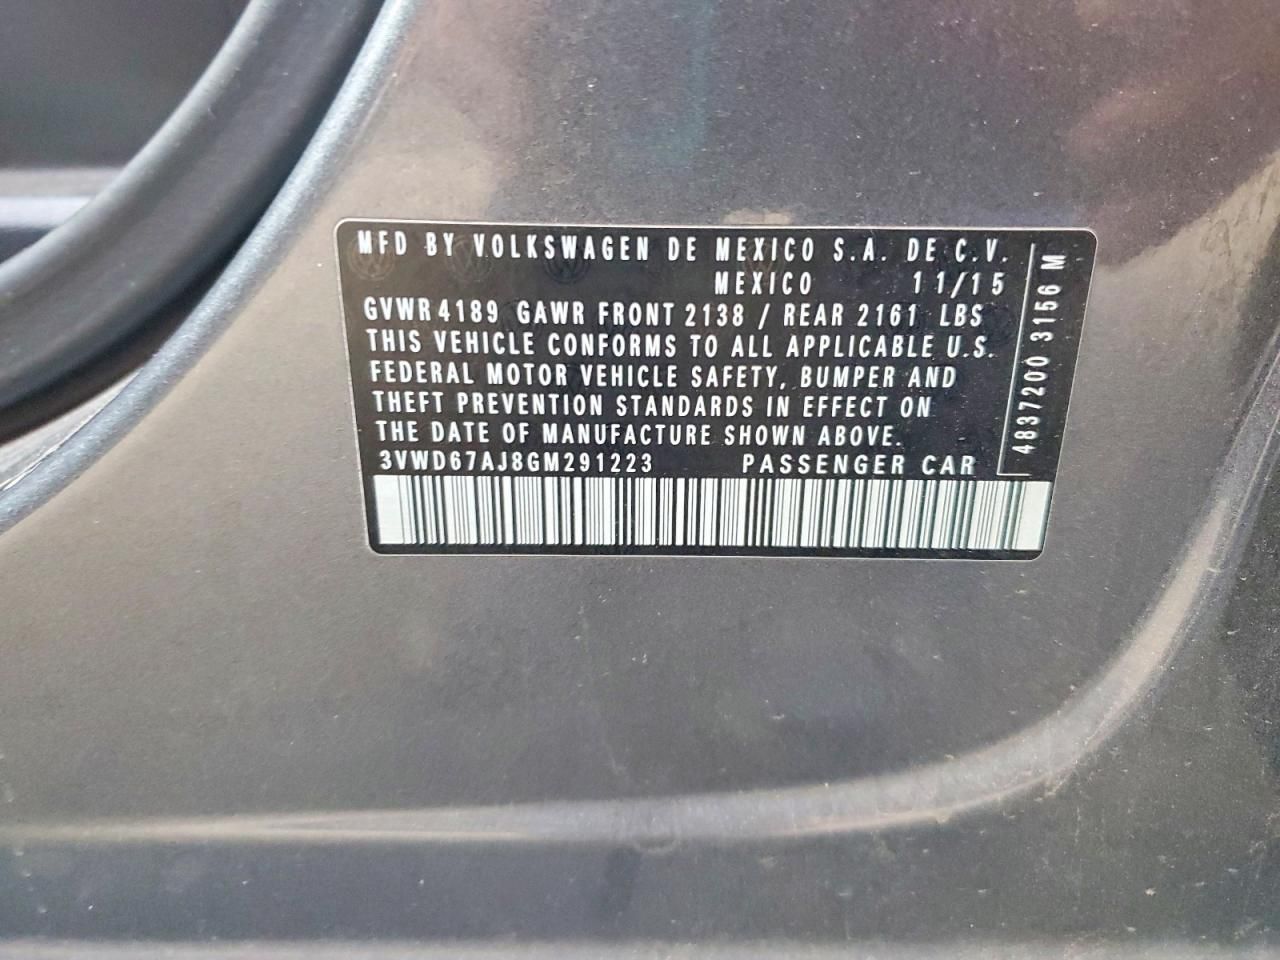 MFD BY VOLKSWAGEN DE MEXICO S.A. DE C.V.
MEXICO 11/15
GVWR 4189 GAWR FRONT 2138 / REAR 2161 LBS
THIS VEHICLE CONFORMS TO ALL APPLICABLE U.S.
FEDERAL MOTOR VEHICLE SAFETY, BUMPER AND
THEFT PREVENTION STANDARDS IN EFFECT ON
THE DATE OF MANUFACTURE SHOWN ABOVE.
3VWD67AJ8GM291223 PASSENGER CAR
4837200 3156 M